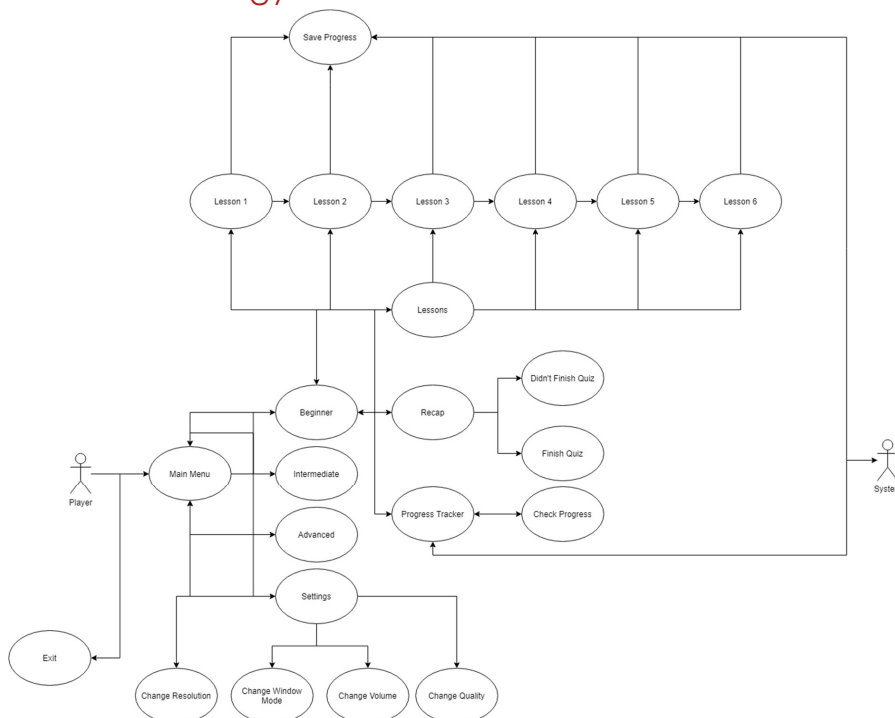 Save Progress
Lesson 1
Lesson 2
Lesson 3
Lesson 4
Lesson 5
Lesson 6
Lessons
Didn't Finish Quiz
Beginner
Recap
Finish Quiz
Main Menu
Intermediate
Player
System
Progress Tracker
Check Progress
Advanced
Settings
Exit
Change Resolution
Change Window
Mode
Change Volume
Change Quality